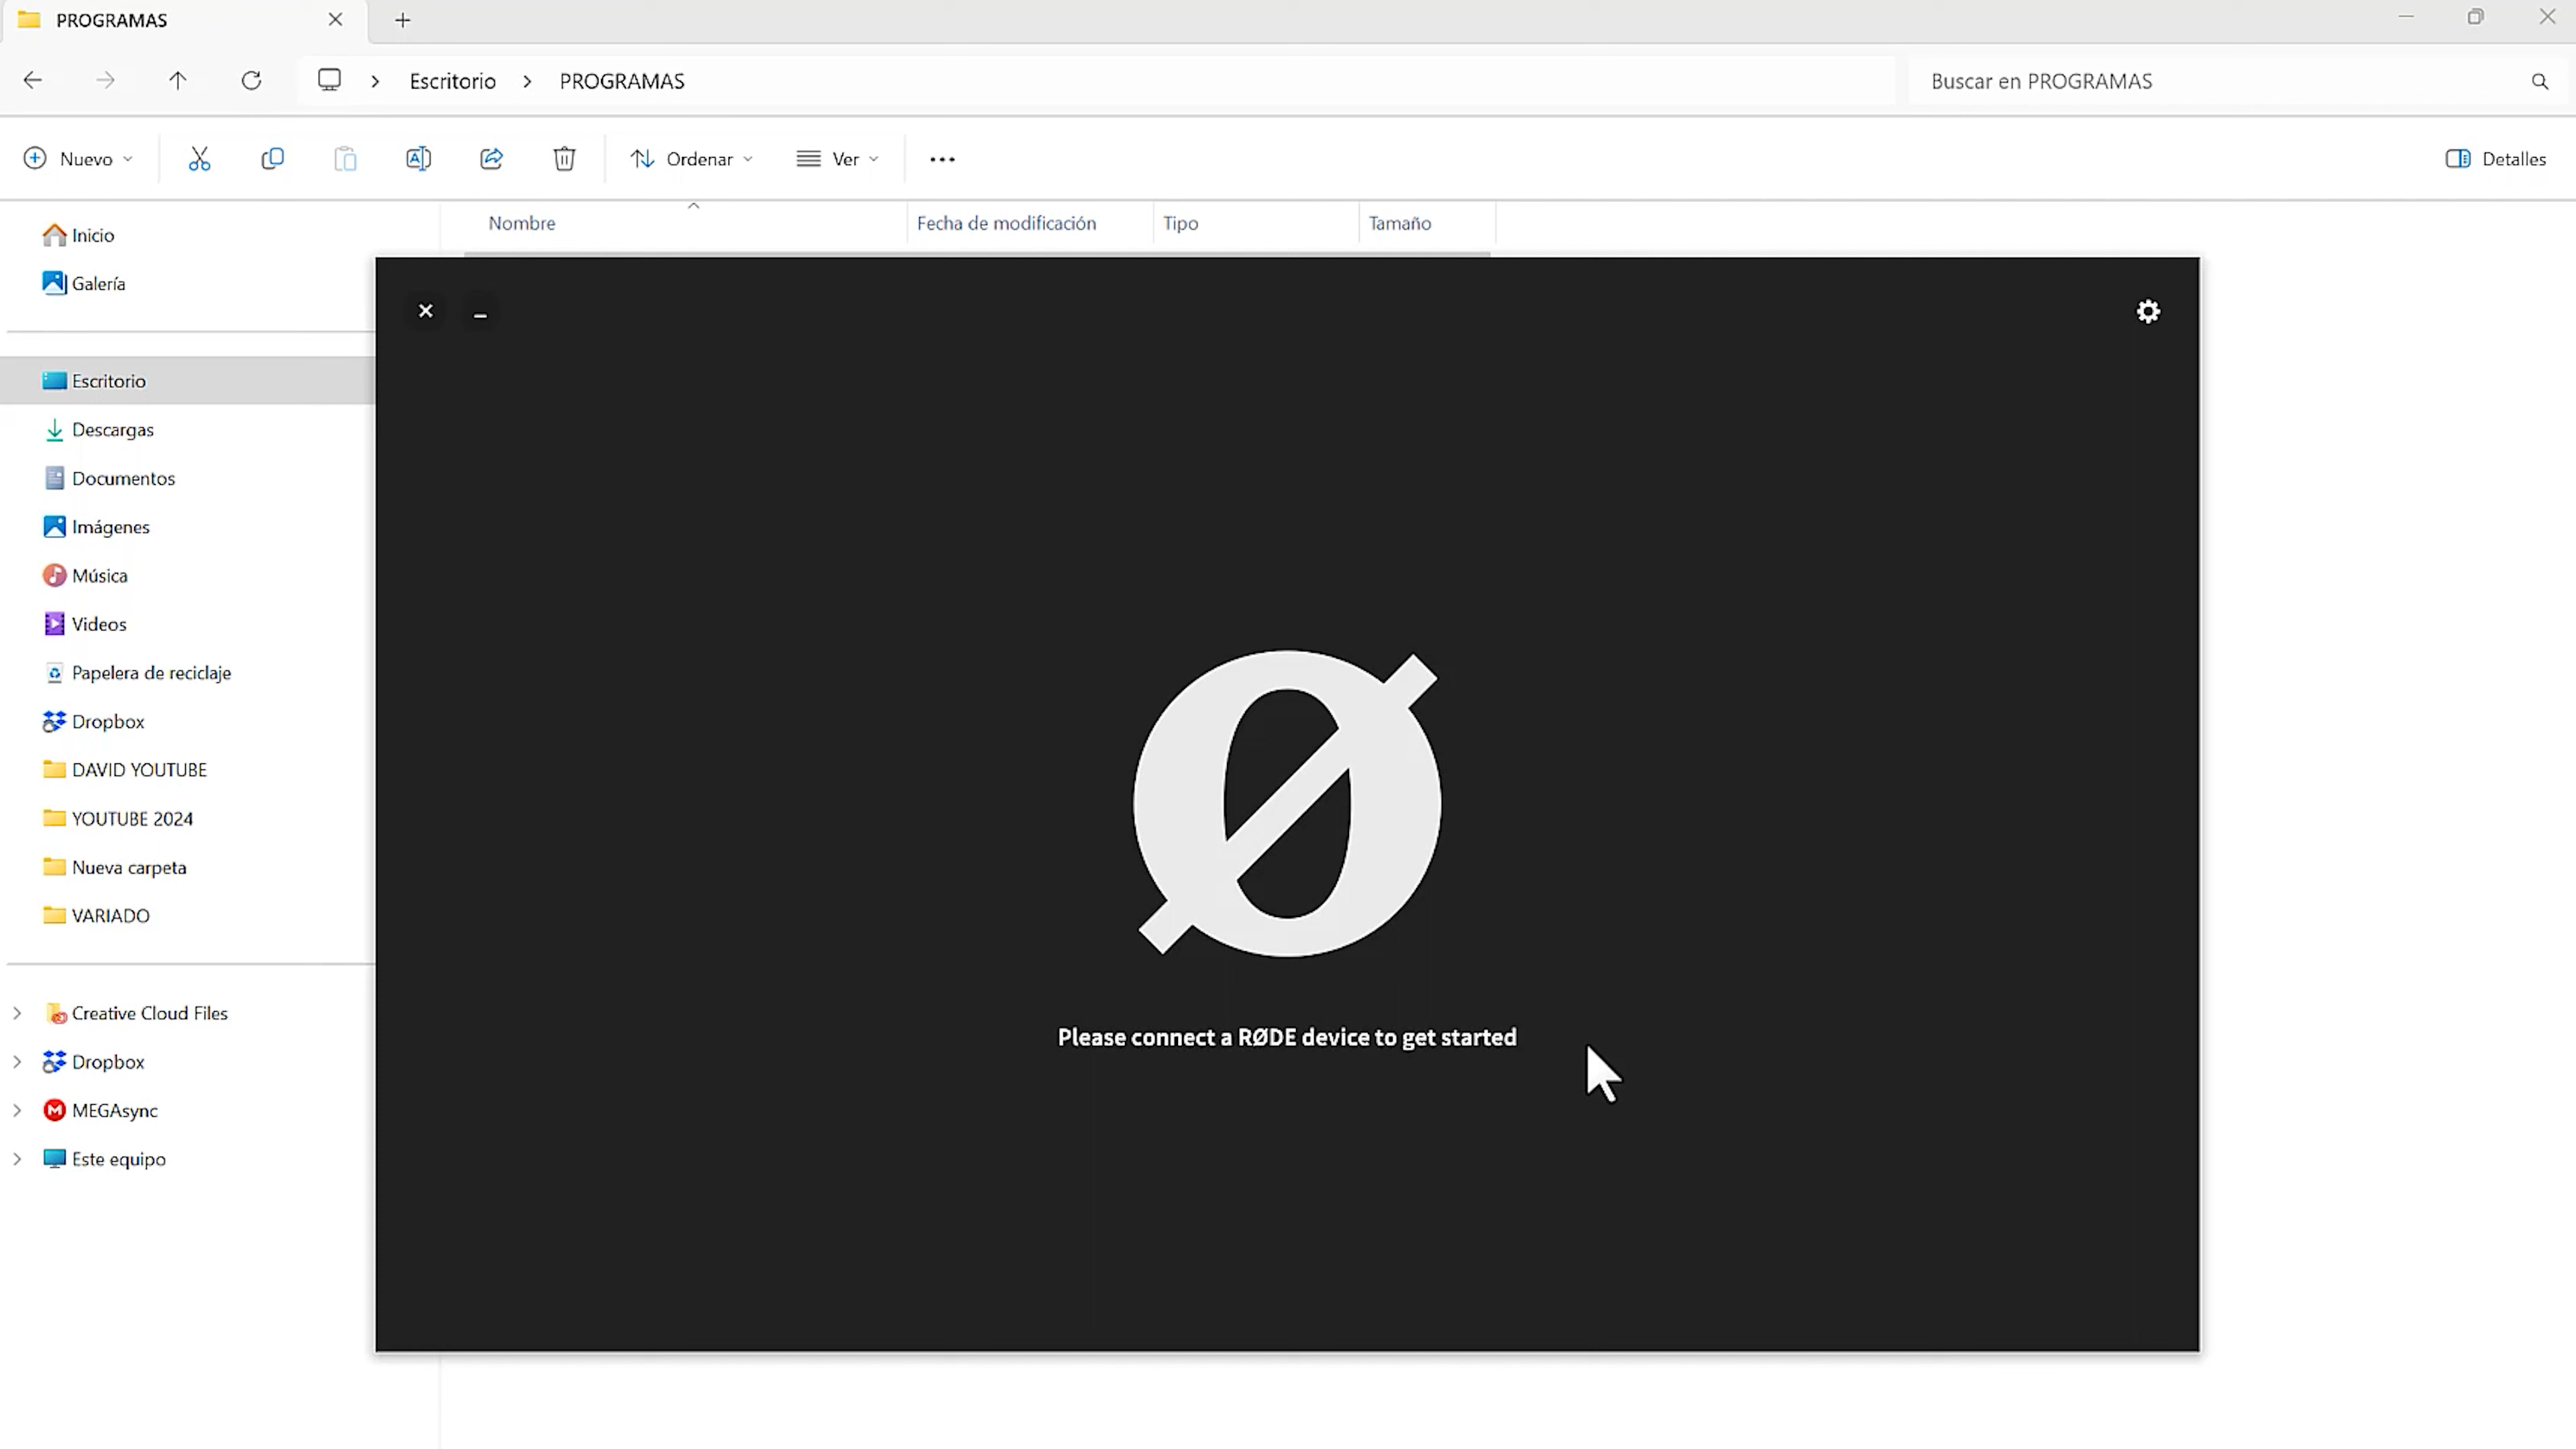 PROGRAMAS
Escritorio
PROGRAMAS
Buscar en PROGRAMAS
Nuevo
Ordenar
Ver
Detalles
Nombre
Fecha de modificación
Tipo
Tamaño
Inicio
Galería
Escritorio
Descargas
Documentos
Imágenes
Música
Videos
Papelera de reciclaje
Dropbox
DAVID YOUTUBE
YOUTUBE 2024
Nueva carpeta
VARIADO
Creative Cloud Files
Dropbox
MEGAsync
Este equipo
Ø
Please connect a RØDE device to get started